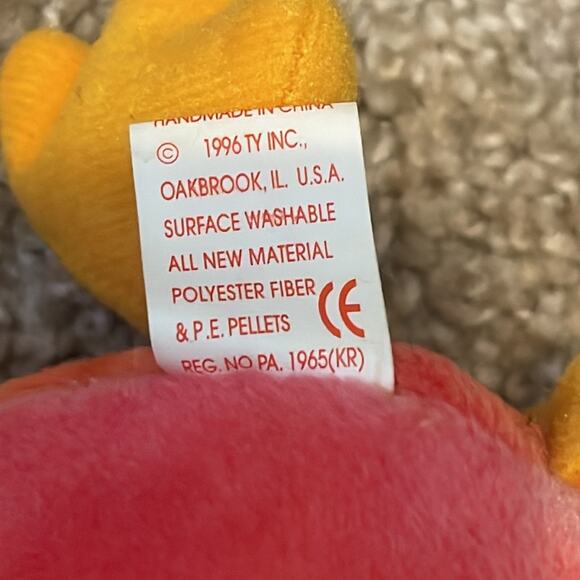 HANDMADE IN CHINA
© 1996 TY INC.,
OAKBROOK, IL. U.S.A.
SURFACE WASHABLE
ALL NEW MATERIAL
POLYESTER FIBER
& P.E. PELLETS CE
REG. NO PA. 1965(KR)